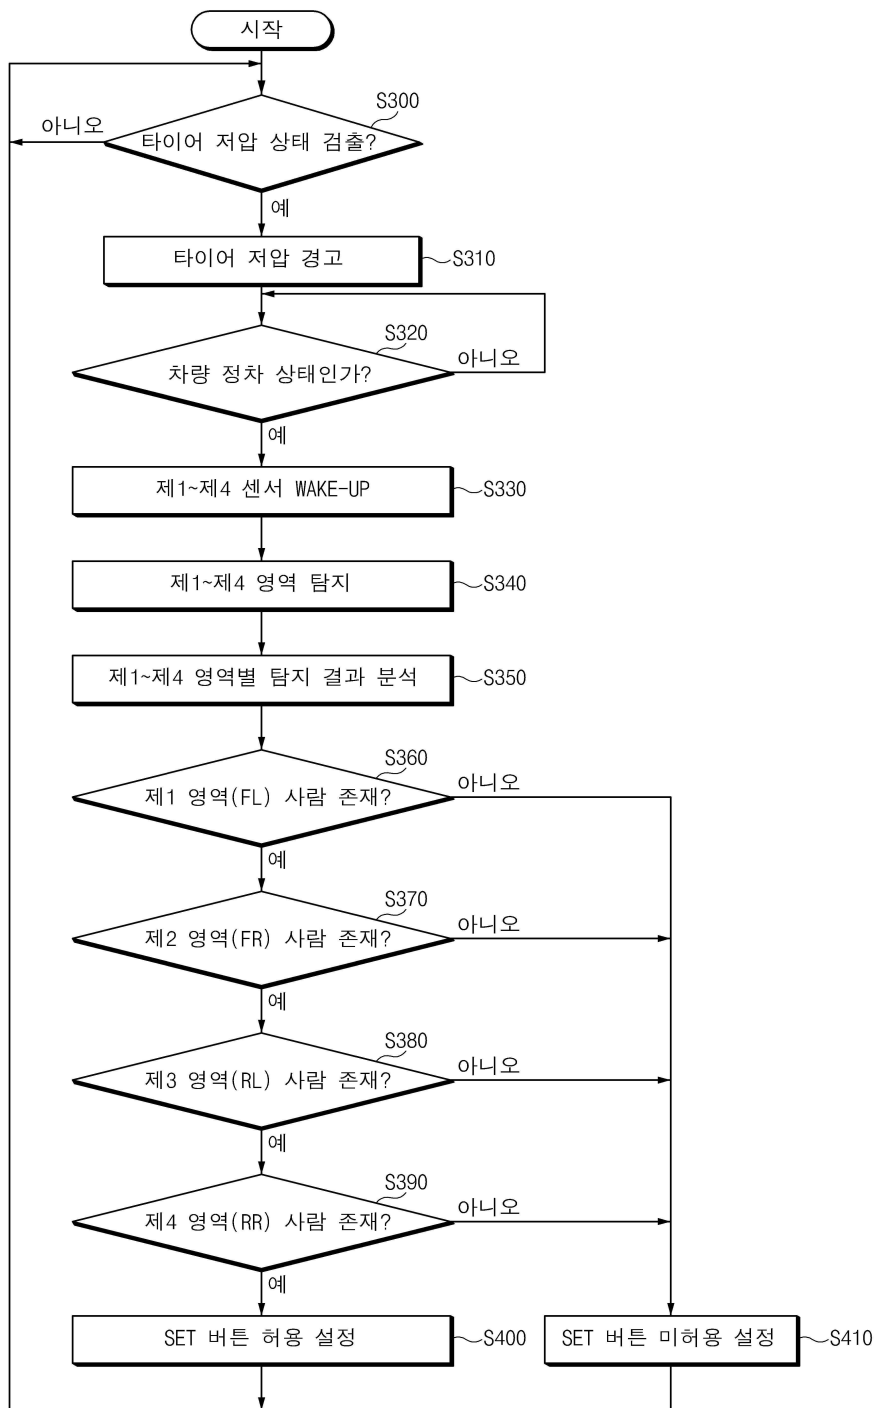 시작
S300
아니오
타이어 저압 상태 검출?
예
타이어 저압 경고
S310
S320
아니오
차량 정차 상태인가?
예
제1~제4 센서 WAKE-UP
S330
제1~제4 영역 탐지
S340
제1~제4 영역별 탐지 결과 분석
S350
S360
아니오
제1 영역(FL) 사람 존재?
예
S370
아니오
제2 영역(FR) 사람 존재?
예
S380
아니오
제3 영역(RL) 사람 존재?
예
S390
아니오
제4 영역(RR) 사람 존재?
예
SET 버튼 허용 설정
S400
SET 버튼 미허용 설정
S410